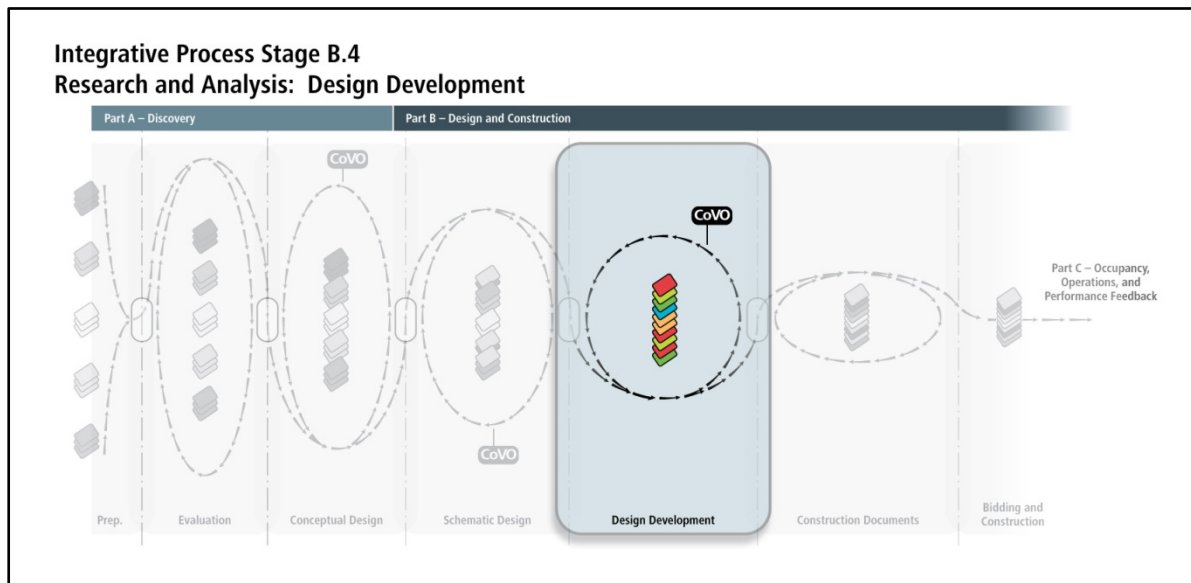 Integrative Process Stage B.4
Research and Analysis: Design Development
Part A – Discovery
Part B – Design and Construction
CoVO
CoVO
CoVO
Part C – Occupancy,
Operations, and
Performance Feedback
Prep.
Evaluation
Conceptual Design
Schematic Design
Design Development
Construction Documents
Bidding and
Construction